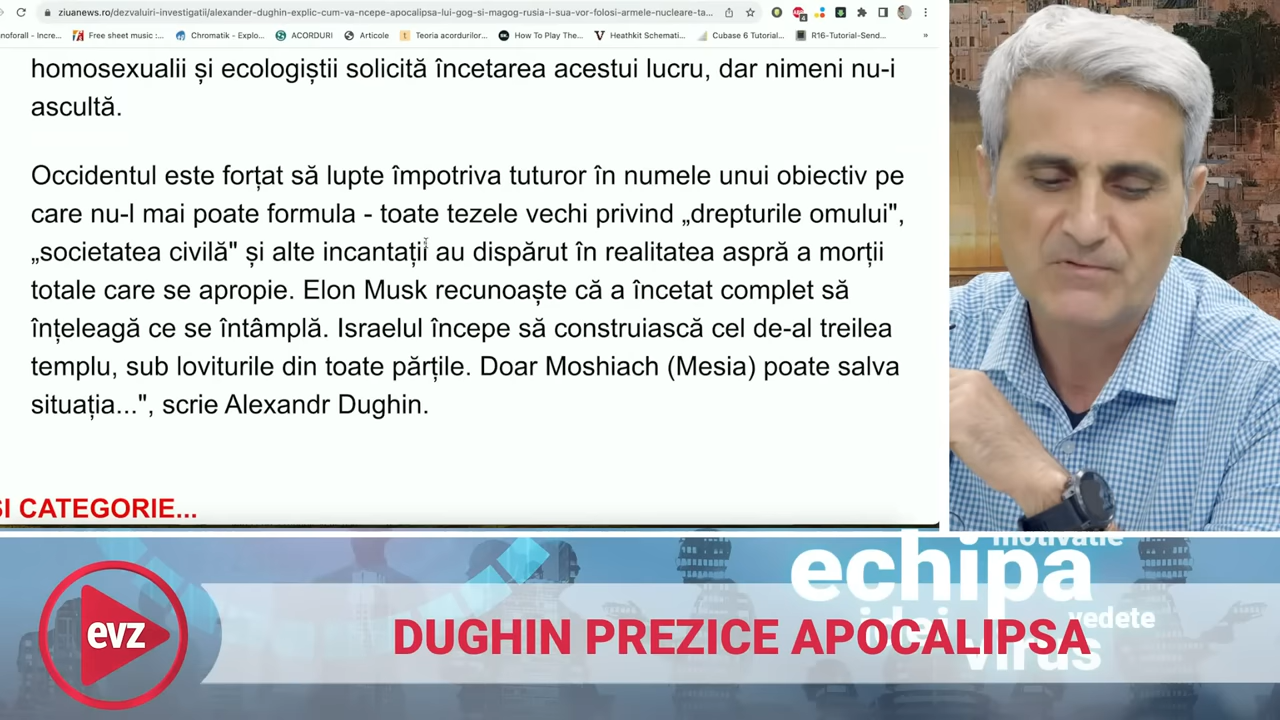 ziuanews.ro/dezvaluiri-investigatii/alexander-dughin-explic-cum-va-ncepe-apocalipsa-lui-gog-si-magog-rusia-i-sua-vor-folosi-armele-nucleare-ta...
noforall - Incre... Free sheet music :... Chromatik - Explo... ACORDURI Articole Teoria acordurilor... How To Play The... Heathkit Schemati... Cubase 6 Tutorial... R16-Tutorial-Send... »
homosexualii și ecologiștii solicită încetarea acestui lucru, dar nimeni nu-i
ascultă.
Occidentul este forțat să lupte împotriva tuturor în numele unui obiectiv pe
care nu-l mai poate formula - toate tezele vechi privind „drepturile omului",
„societatea civilă" și alte incantații au dispărut în realitatea aspră a morții
totale care se apropie. Elon Musk recunoaște că a încetat complet să
înțeleagă ce se întâmplă. Israelul începe să construiască cel de-al treilea
templu, sub loviturile din toate părțile. Doar Moshiach (Mesia) poate salva
situația...", scrie Alexandr Dughin.
SI CATEGORIE...
motivatie
echipa
idei vedete
virus
evz
DUGHIN PREZICE APOCALIPSA